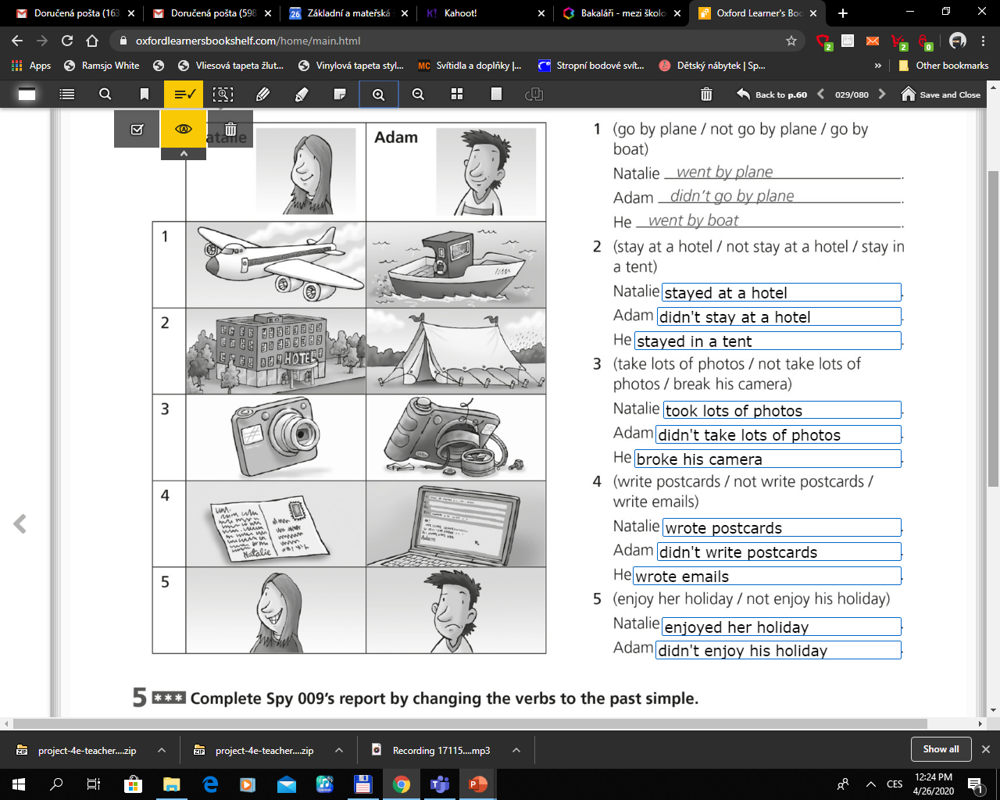 Doručená pošta (163
Doručená pošta (598
Základní a mateřská
Kahoot!
Bakaláři - mezi škol
Oxford Learner's Bo
oxfordlearnersbookshelf.com/home/main.html
Apps
Ramsjo White
Vliesová tapeta žlut...
Vinylová tapeta styl...
MC Svítidla a doplňky |...
Stropní bodové svít...
Dětský nábytek | Sp...
Other bookmarks
Back to p.60
029/080
Save and Close
Natalie
Adam
1
2
HOTEL
3
4
Natalie
Adam
5
1 (go by plane / not go by plane / go by
boat)
Natalie went by plane.
Adam didn't go by plane.
He went by boat.
2 (stay at a hotel / not stay at a hotel / stay in
a tent)
Natalie stayed at a hotel.
Adam didn't stay at a hotel.
He stayed in a tent.
3 (take lots of photos / not take lots of
photos / break his camera)
Natalie took lots of photos.
Adam didn't take lots of photos.
He broke his camera.
4 (write postcards / not write postcards /
write emails)
Natalie wrote postcards.
Adam didn't write postcards.
He wrote emails.
5 (enjoy her holiday / not enjoy his holiday)
Natalie enjoyed her holiday.
Adam didn't enjoy his holiday.
5 *** Complete Spy 009's report by changing the verbs to the past simple.
project-4e-teacher....zip
project-4e-teacher....zip
Recording 17115....mp3
Show all
CES
12:24 PM
4/26/2020